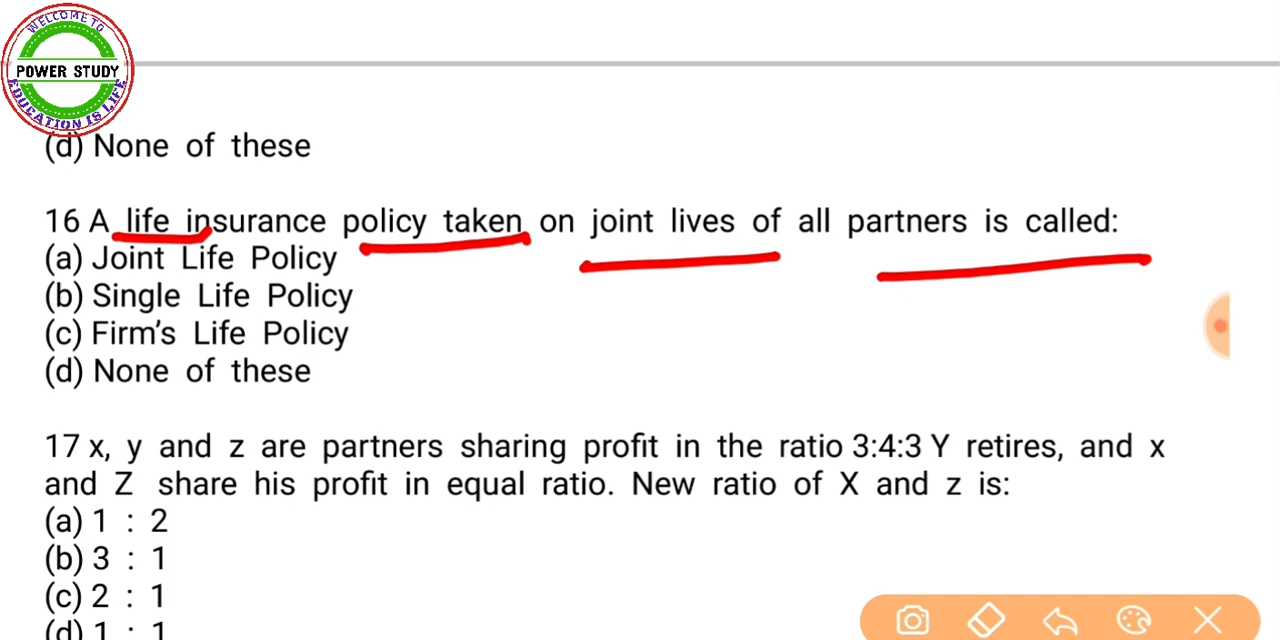 WELCOME TO
POWER STUDY
EDUCATION IS LIFE
(d) None of these
16 A life insurance policy taken on joint lives of all partners is called:
(a) Joint Life Policy
(b) Single Life Policy
(c) Firm’s Life Policy
(d) None of these
17 x, y and z are partners sharing profit in the ratio 3:4:3 Y retires, and x
and Z share his profit in equal ratio. New ratio of X and z is:
(a) 1 : 2
(b) 3 : 1
(c) 2 : 1
(d) 1 : 1